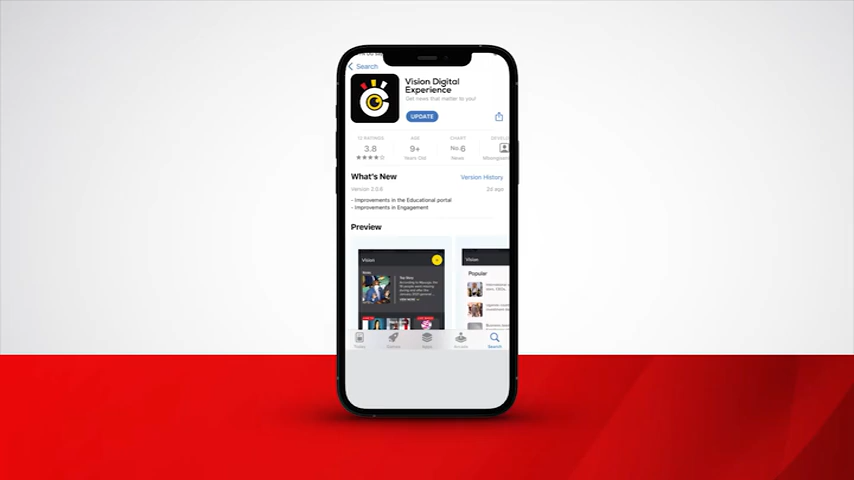 Search
Vision Digital
Experience
Get news that matter to you!
UPDATE
12 RATINGS
AGE
CHART
3.8
9+
No.6
Years Old
News
What's New
Version History
Version 2.0.8
2d ago
- Improvements in the Educational portal
- Improvements in Engagement
Preview
Vision
Vision
Popular
Search